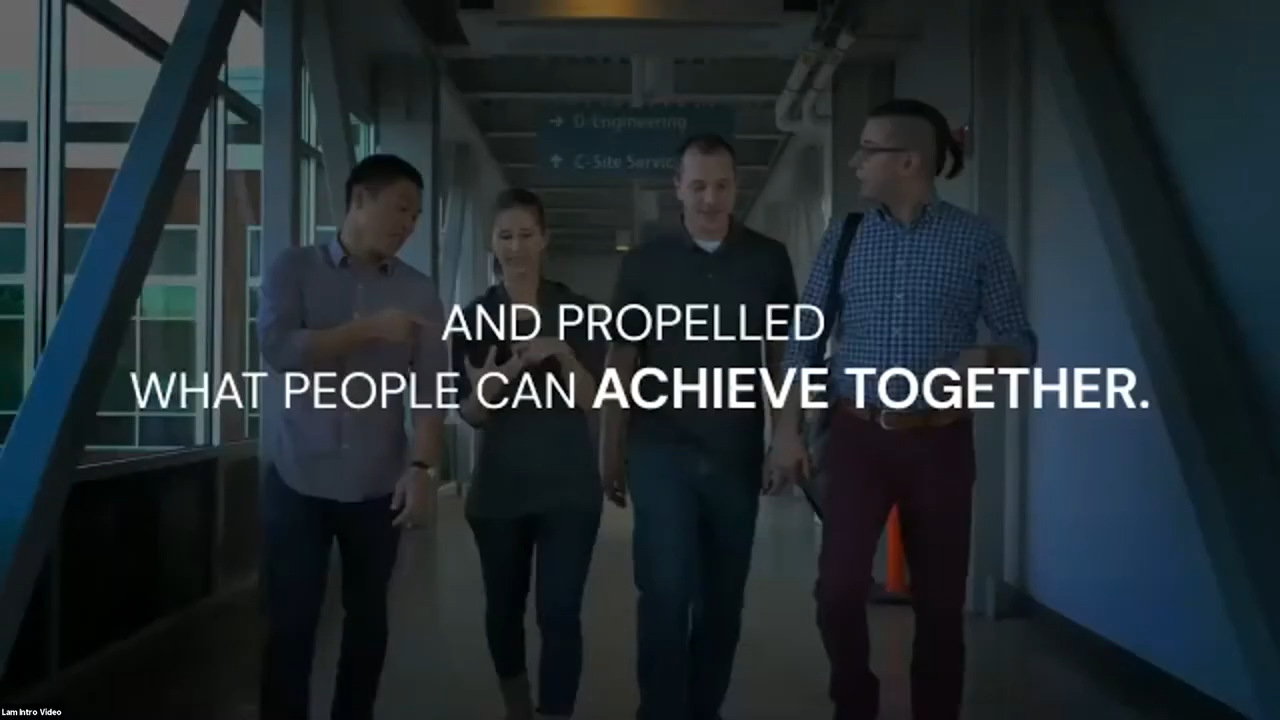 → D-Engineering
↑ C-Site Servic
AND PROPELLED
WHAT PEOPLE CAN ACHIEVE TOGETHER.
Lam Intro Video